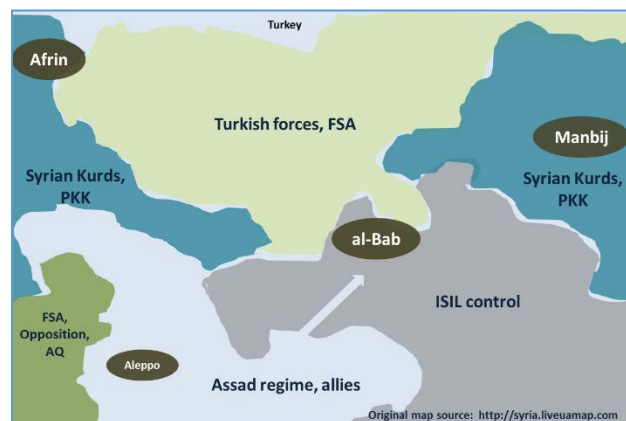 Turkey
Afrin
Turkish forces, FSA
Manbij
Syrian Kurds,
PKK
Syrian Kurds,
PKK
al-Bab
ISIL control
FSA,
Opposition,
AQ
Aleppo
Assad regime, allies
Original map source: http://syria.liveuamap.com